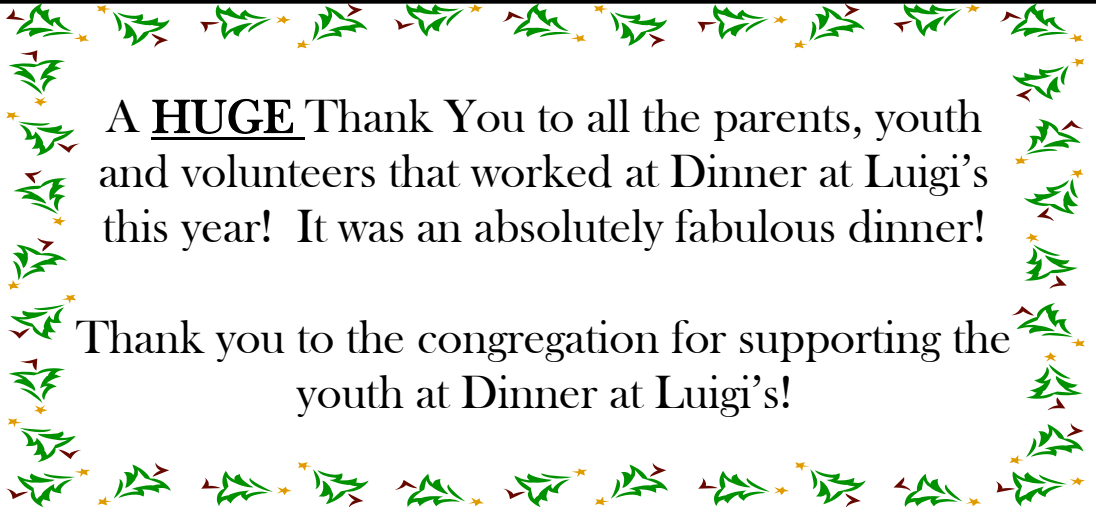 A HUGE Thank You to all the parents, youth
and volunteers that worked at Dinner at Luigi’s
this year!  It was an absolutely fabulous dinner!
Thank you to the congregation for supporting the
youth at Dinner at Luigi’s!